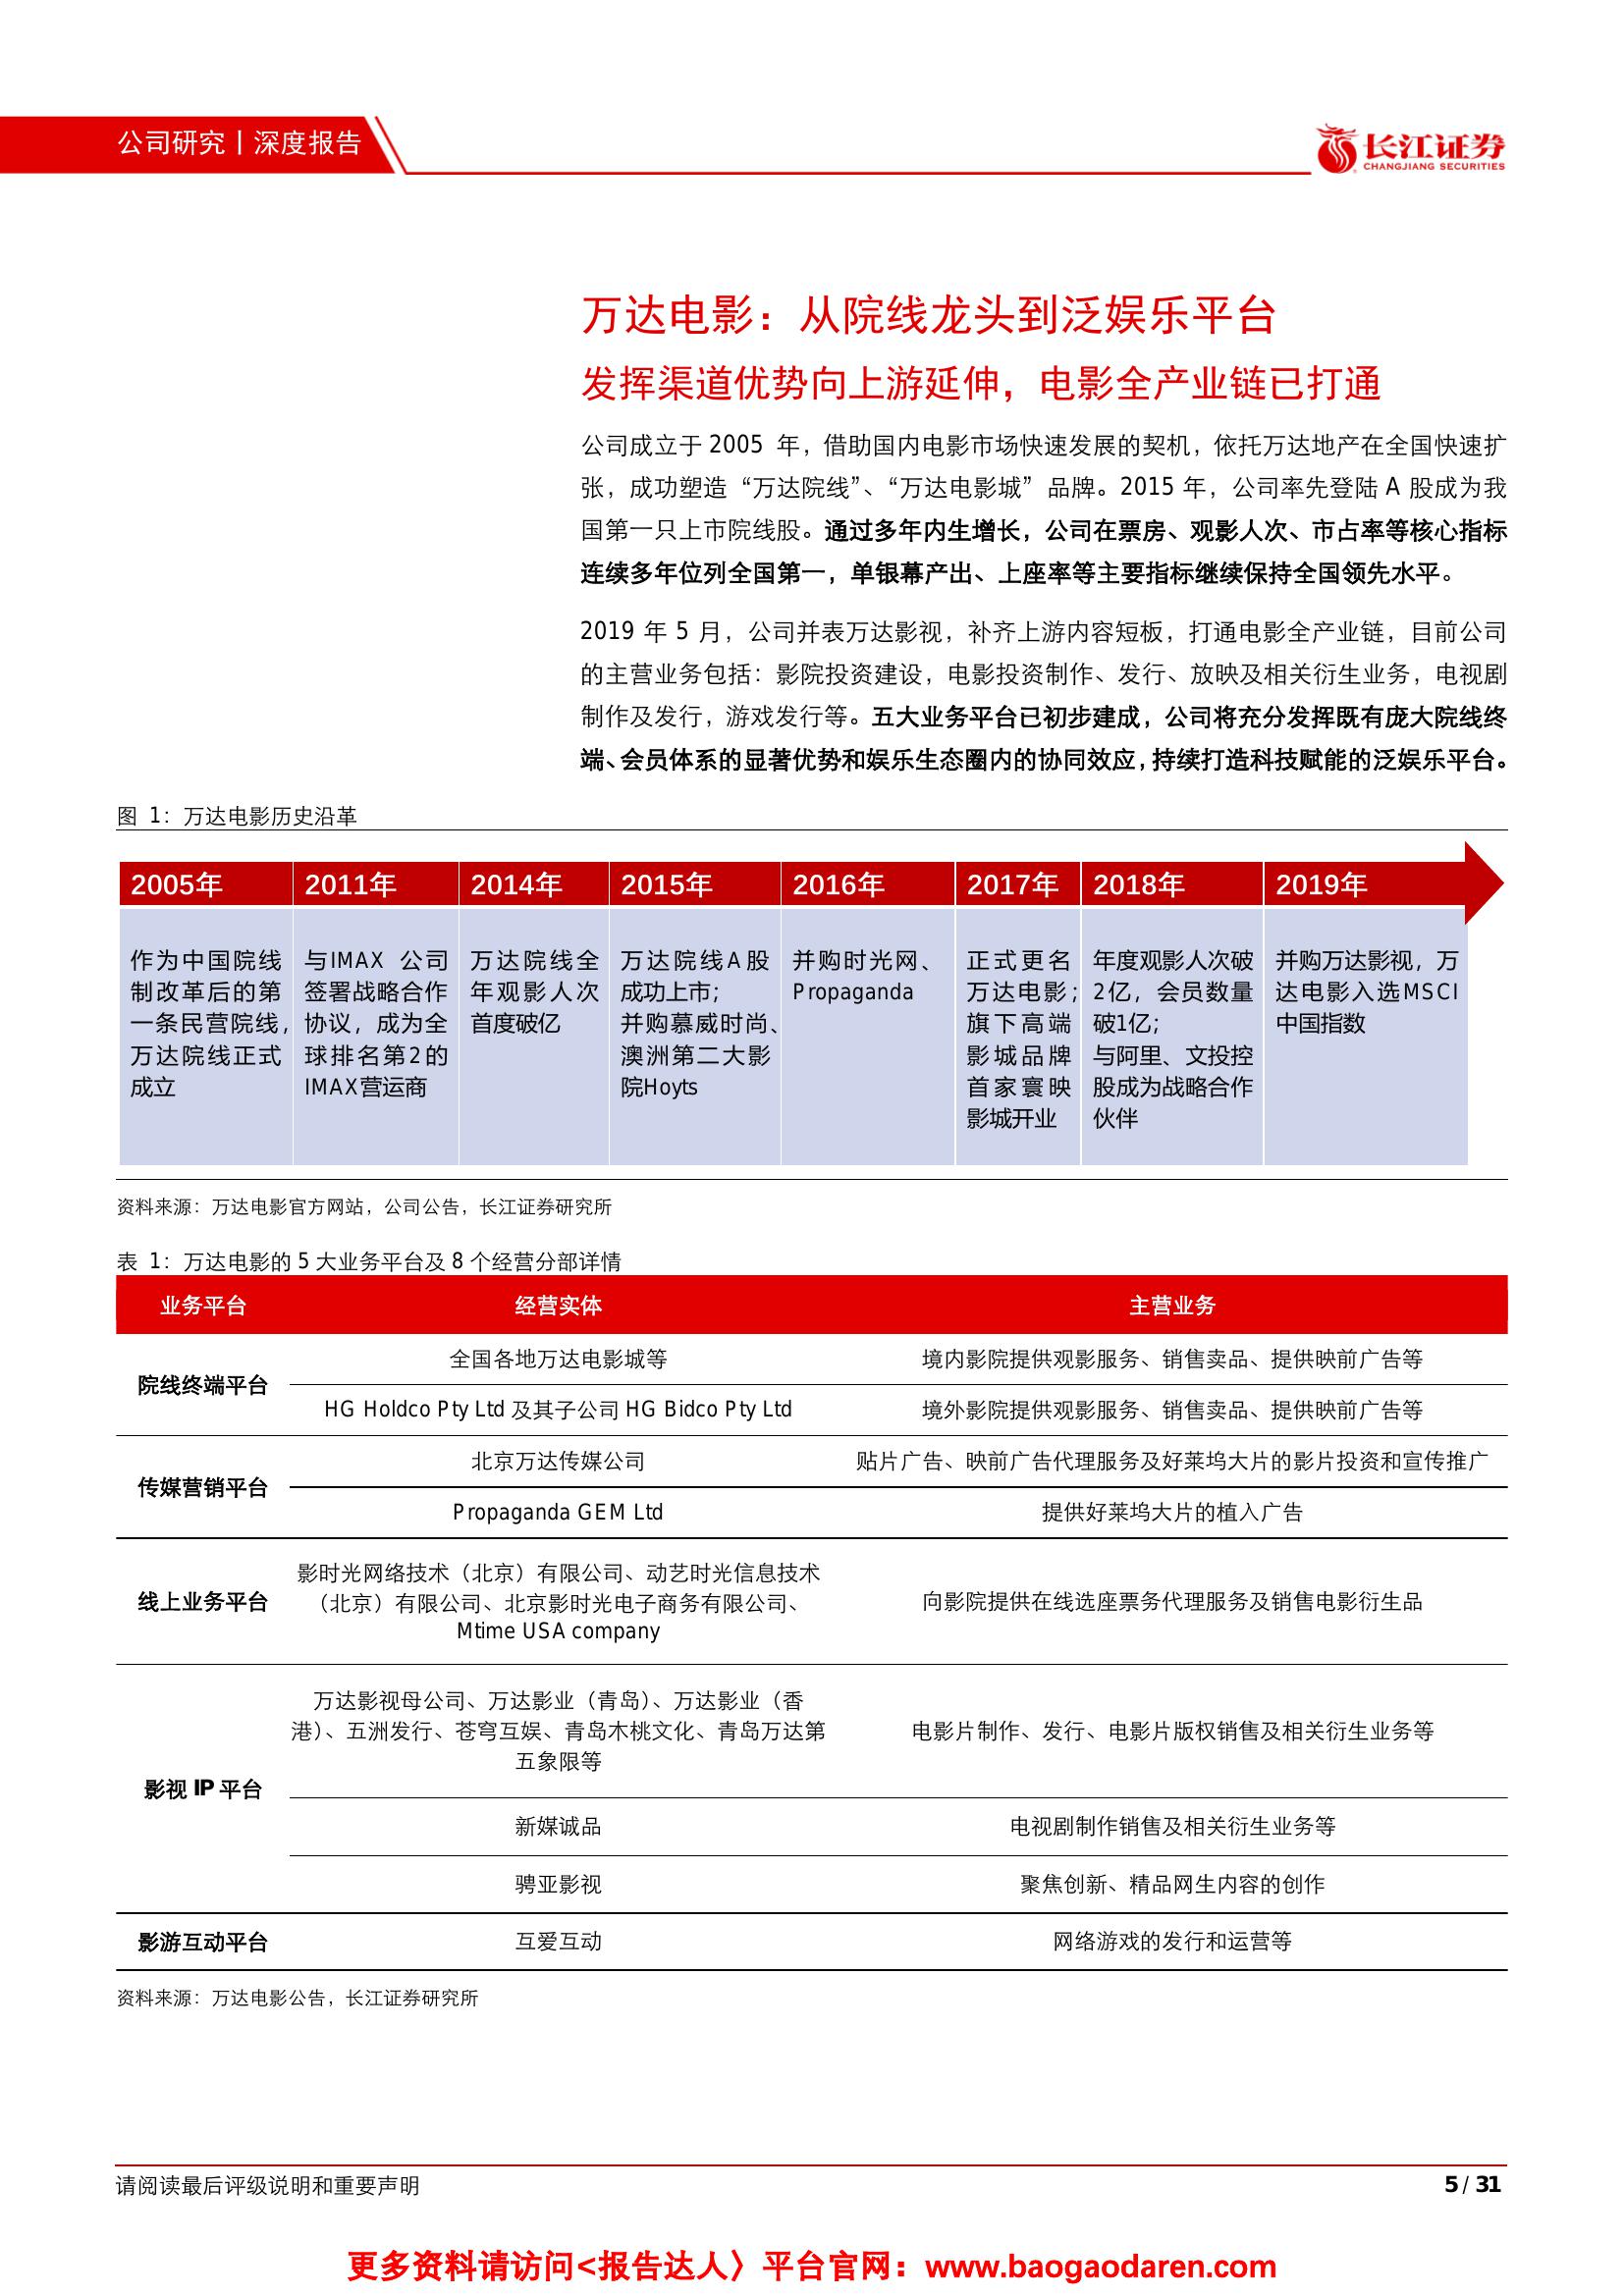 公司研究丨深度报告
长江证券
CHANGJIANG SECURITIES
万达电影：从院线龙头到泛娱乐平台
发挥渠道优势向上游延伸，电影全产业链已打通
公司成立于 2005 年，借助国内电影市场快速发展的契机，依托万达地产在全国快速扩
张，成功塑造“万达院线”、“万达电影城”品牌。2015 年，公司率先登陆 A 股成为我
国第一只上市院线股。通过多年内生增长，公司在票房、观影人次、市占率等核心指标
连续多年位列全国第一，单银幕产出、上座率等主要指标继续保持全国领先水平。
2019 年 5 月，公司并表万达影视，补齐上游内容短板，打通电影全产业链，目前公司
的主营业务包括：影院投资建设，电影投资制作、发行、放映及相关衍生业务，电视剧
制作及发行，游戏发行等。五大业务平台已初步建成，公司将充分发挥既有庞大院线终
端、会员体系的显著优势和娱乐生态圈内的协同效应，持续打造科技赋能的泛娱乐平台。
图 1：万达电影历史沿革
2005年
作为中国院线
制改革后的第
一条民营院线，
万达院线正式
成立
2011年
与IMAX 公司
签署战略合作
协议，成为全
球排名第2的
IMAX营运商
2014年
万达院线全
年观影人次
首度破亿
2015年
万达院线A股
成功上市；
并购慕威时尚、
澳洲第二大影
院Hoyts
2016年
并购时光网、
Propaganda
2017年
正式更名
万达电影；
旗下高端
影城品牌
首家寰映
影城开业
2018年
年度观影人次破
2亿，会员数量
破1亿；
与阿里、文投控
股成为战略合作
伙伴
2019年
并购万达影视，万
达电影入选MSCI
中国指数
资料来源：万达电影官方网站，公司公告，长江证券研究所
表 1：万达电影的 5 大业务平台及 8 个经营分部详情
业务平台 经营实体 主营业务
院线终端平台
全国各地万达电影城等 境内影院提供观影服务、销售卖品、提供映前广告等
HG Holdco Pty Ltd 及其子公司 HG Bidco Pty Ltd 境外影院提供观影服务、销售卖品、提供映前广告等
传媒营销平台
北京万达传媒公司 贴片广告、映前广告代理服务及好莱坞大片的影片投资和宣传推广
Propaganda GEM Ltd 提供好莱坞大片的植入广告
线上业务平台
影时光网络技术（北京）有限公司、动艺时光信息技术
（北京）有限公司、北京影时光电子商务有限公司、
Mtime USA company
向影院提供在线选座票务代理服务及销售电影衍生品
影视 IP 平台
万达影视母公司、万达影业（青岛）、万达影业（香
港）、五洲发行、苍穹互娱、青岛木桃文化、青岛万达第
五象限等
电影片制作、发行、电影片版权销售及相关衍生业务等
新媒诚品 电视剧制作销售及相关衍生业务等
骋亚影视 聚焦创新、精品网生内容的创作
影游互动平台 互爱互动 网络游戏的发行和运营等
资料来源：万达电影公告，长江证券研究所
请阅读最后评级说明和重要声明
5 / 31
更多资料请访问<报告达人〉平台官网：www.baogaodaren.com